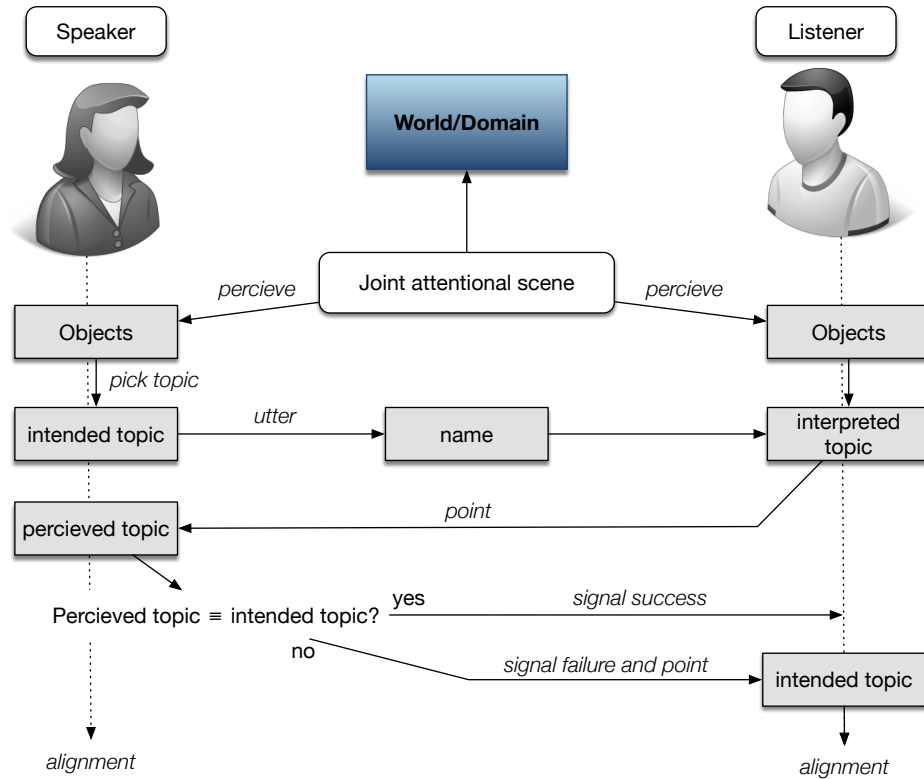 Speaker
Listener
World/Domain
Joint attentional scene
percieve
percieve
Objects
Objects
pick topic
intended topic
utter
name
interpreted
topic
point
percieved topic
Percieved topic ≡ intended topic?
yes
signal success
no
signal failure and point
intended topic
alignment
alignment